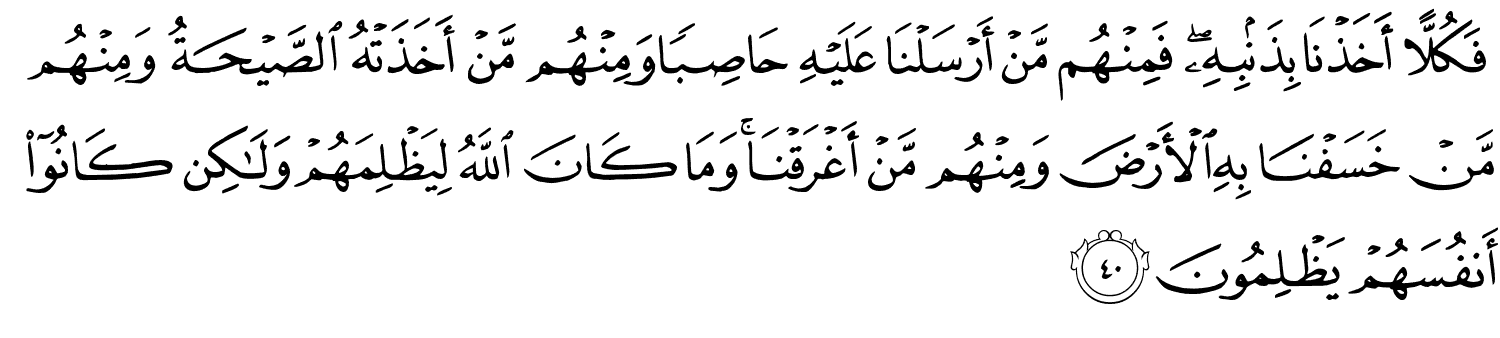 فَكُلًّا أَخَذْنَا بِذَنۢبِهِۦۖ فَمِنْهُم مَّنْ أَرْسَلْنَا عَلَيْهِ حَاصِبًا وَمِنْهُم مَّنْ أَخَذَتْهُ ٱلصَّيْحَةُ وَمِنْهُم
مَّنْ خَسَفْنَا بِهِ ٱلْأَرْضَ وَمِنْهُم مَّنْ أَغْرَقْنَاۚ وَمَا كَانَ ٱللَّهُ لِيَظْلِمَهُمْ وَلَٰكِن كَانُوٓا۟
أَنفُسَهُمْ يَظْلِمُونَ ٤٠